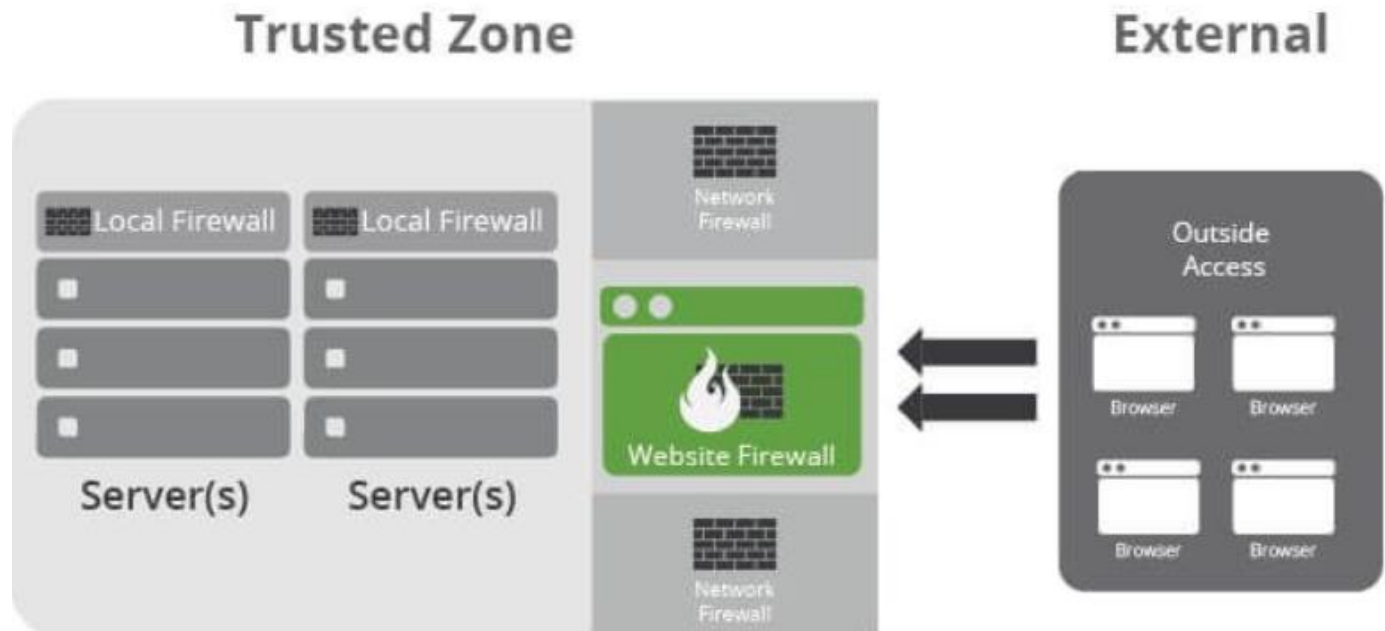 Trusted Zone
External
Local Firewall
Local Firewall
Server(s)
Server(s)
Network
Firewall
Website Firewall
Network
Firewall
Outside
Access
Browser
Browser
Browser
Browser